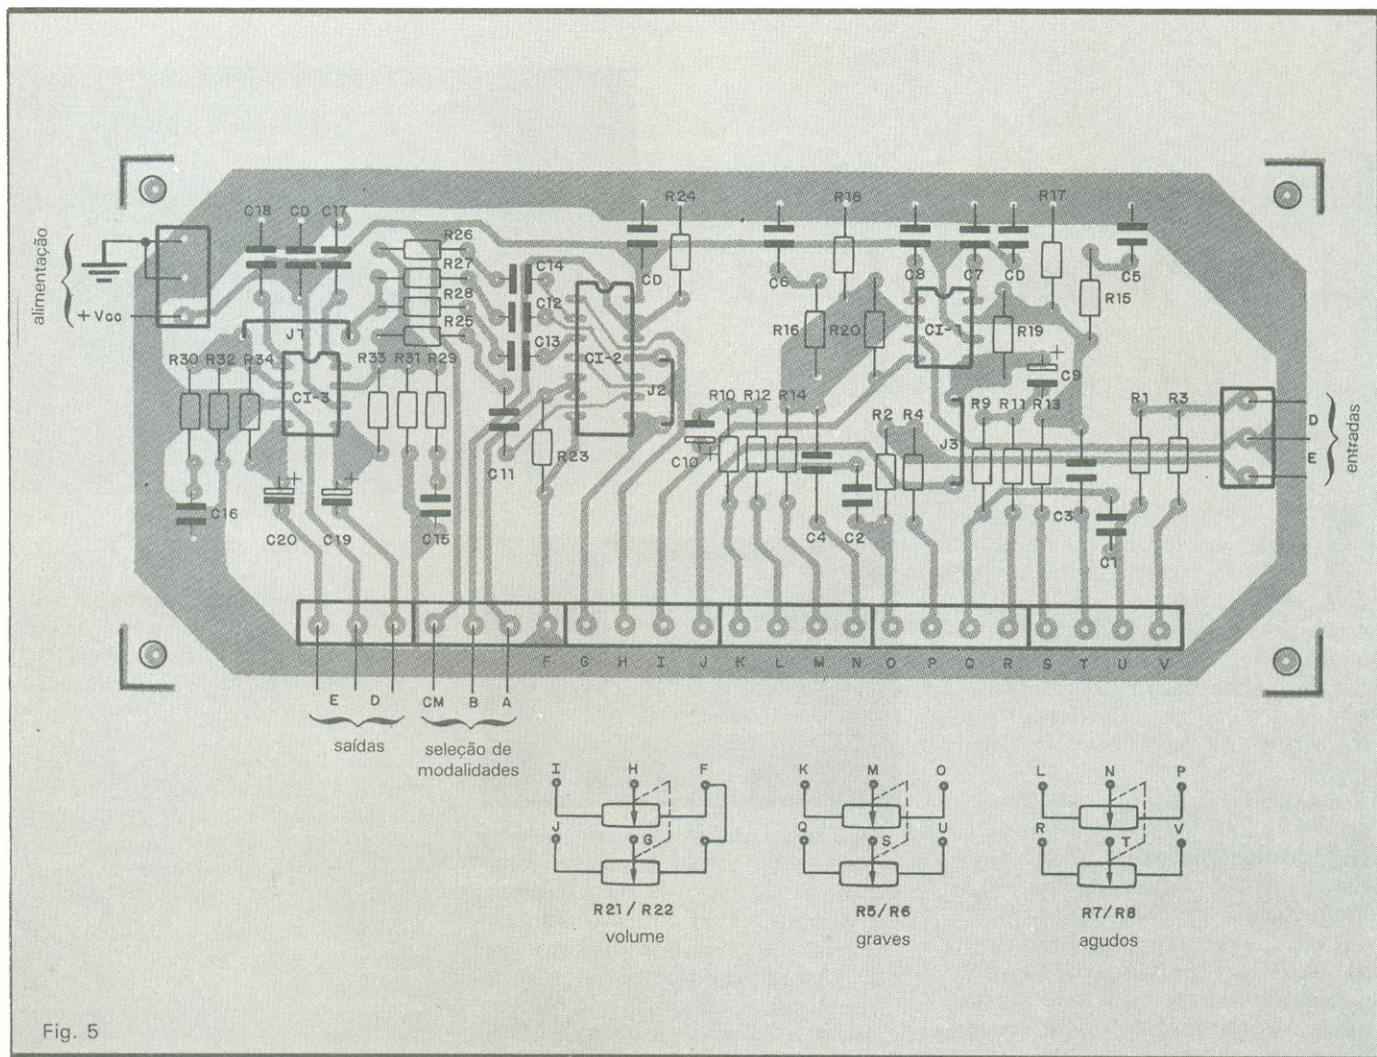 R24
R18
R17
C18
CD
C17
R26
R27
R28
R25
C14
C12
C13
CD
C6
C8
C7
CD
C5
R15
alimentação
+Vcc
J1
R16
R20
CI-1
R19
C9
R30
R32
R34
CI-3
R33
R31
R29
CI-2
J2
R10
R12
R14
R2
R4
R9
R11
R13
J3
R1
R3
D
E
entradas
C11
R23
C10
C16
C20
C19
C15
C4
C2
C3
C1
F G H I J K L M N O P Q R S T U V
E D
CM B A
saídas
seleção de
modalidades
I H F
J G
R21/R22
volume
K M O
Q S U
R5/R6
graves
L N P
R T V
R7/R8
agudos
Fig. 5